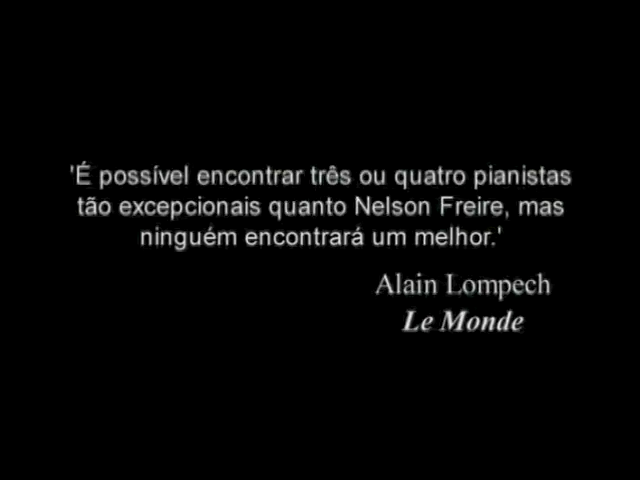 'É possível encontrar três ou quatro pianistas
tão excepcionais quanto Nelson Freire, mas
ninguém encontrará um melhor.'
Alain Lompech
Le Monde